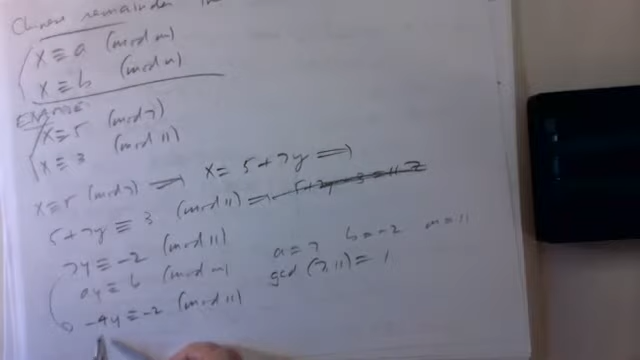 Chinese remainder
x ≡ a (mod m)
x ≡ b (mod n)
EXAMPLE:
x ≡ 5 (mod 7)
x ≡ 3 (mod 11)
x ≡ 5 (mod 7) ⇒ x = 5 + 7y ⇒
5 + 7y ≡ 3 (mod 11) ⇒
7y ≡ -2 (mod 11) a = 7 b = -2 m = 11
ay ≡ b (mod m) gcd (7, 11) = 1
-4y ≡ -2 (mod 11)